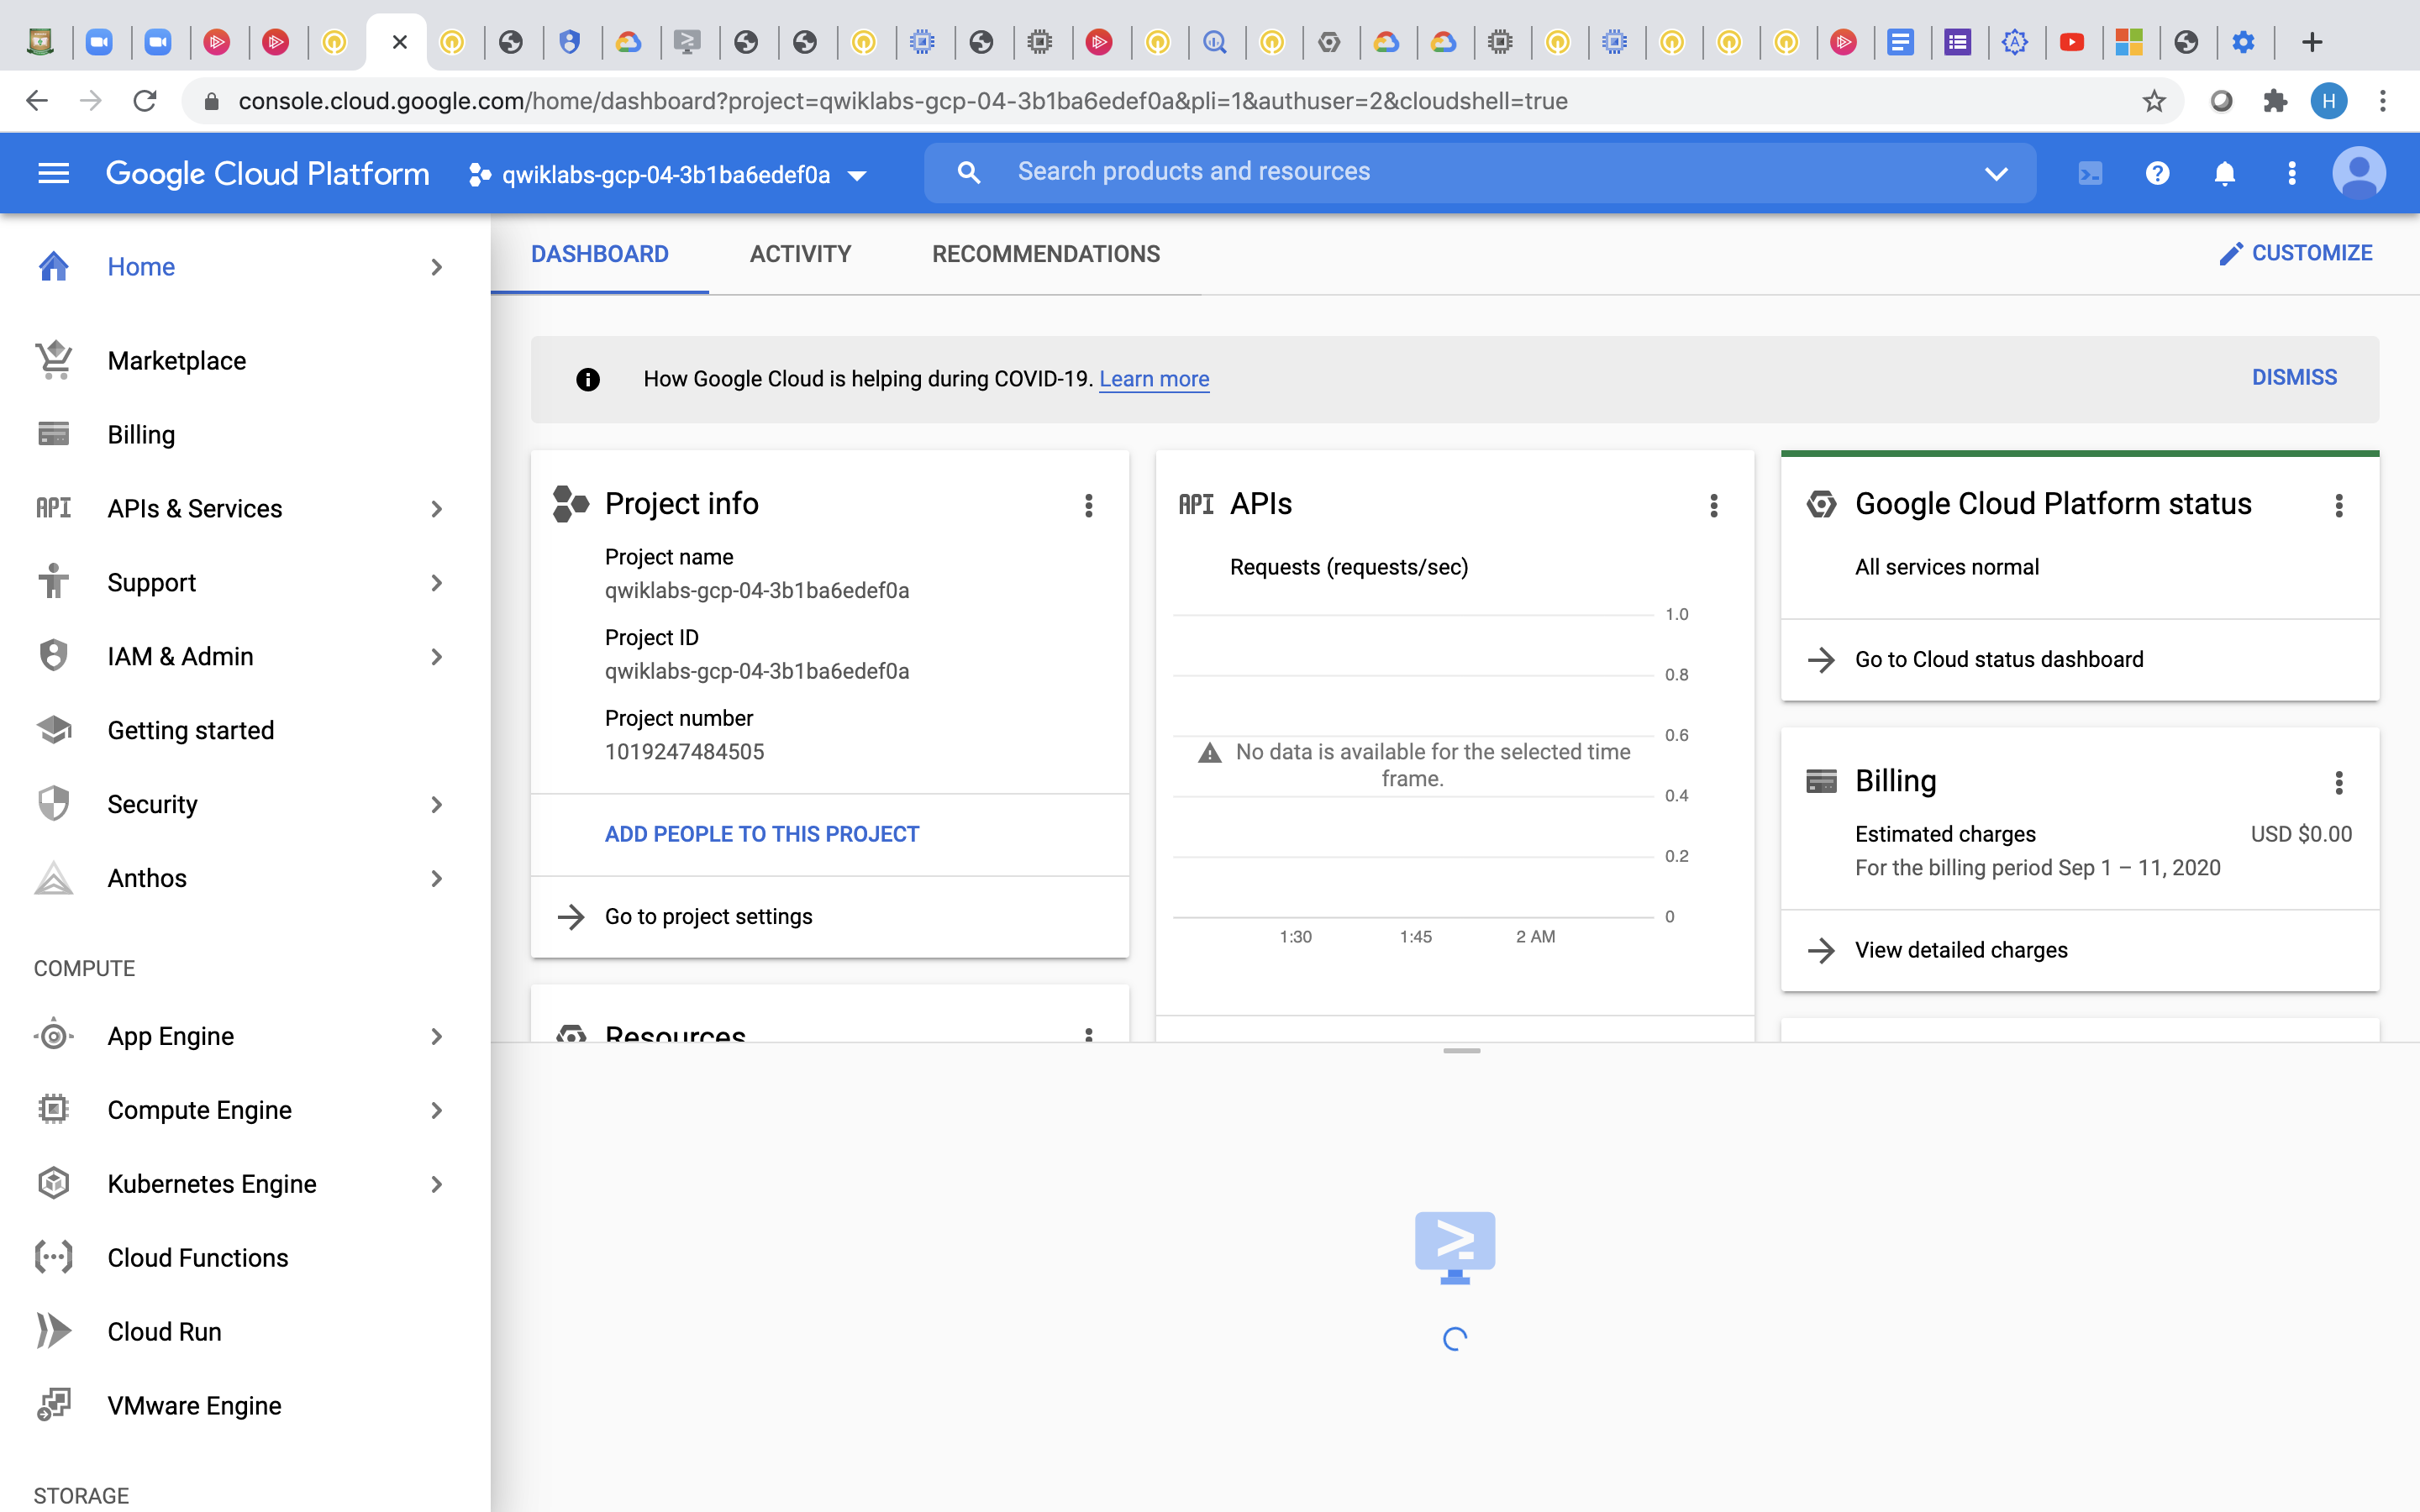 console.cloud.google.com/home/dashboard?project=qwiklabs-gcp-04-3b1ba6edef0a&pli=1&authuser=2&cloudshell=true
H
Google Cloud Platform
qwiklabs-gcp-04-3b1ba6edef0a
Search products and resources
Home
Marketplace
Billing
API
APIs & Services
Support
IAM & Admin
Getting started
Security
Anthos
COMPUTE
App Engine
Compute Engine
Kubernetes Engine
Cloud Functions
Cloud Run
VMware Engine
STORAGE
DASHBOARD
ACTIVITY
RECOMMENDATIONS
CUSTOMIZE
How Google Cloud is helping during COVID-19. Learn more
DISMISS
Project info
Project name
qwiklabs-gcp-04-3b1ba6edef0a
Project ID
qwiklabs-gcp-04-3b1ba6edef0a
Project number
1019247484505
ADD PEOPLE TO THIS PROJECT
Go to project settings
Resources
API APIs
Requests (requests/sec)
1.0
0.8
0.6
No data is available for the selected time
frame.
0.4
0.2
0
1:30
1:45
2 AM
Google Cloud Platform status
All services normal
Go to Cloud status dashboard
Billing
Estimated charges
USD $0.00
For the billing period Sep 1 – 11, 2020
View detailed charges